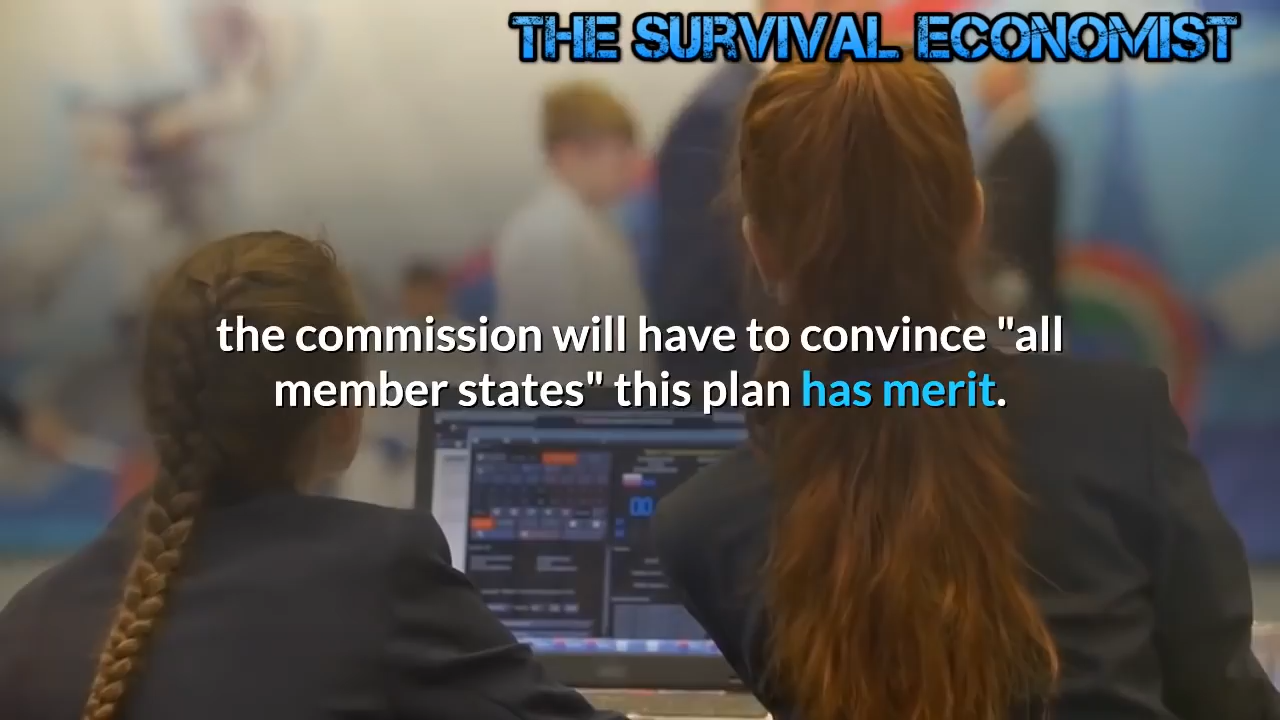 THE SURVIVAL ECONOMIST
the commission will have to convince "all
member states" this plan has merit.